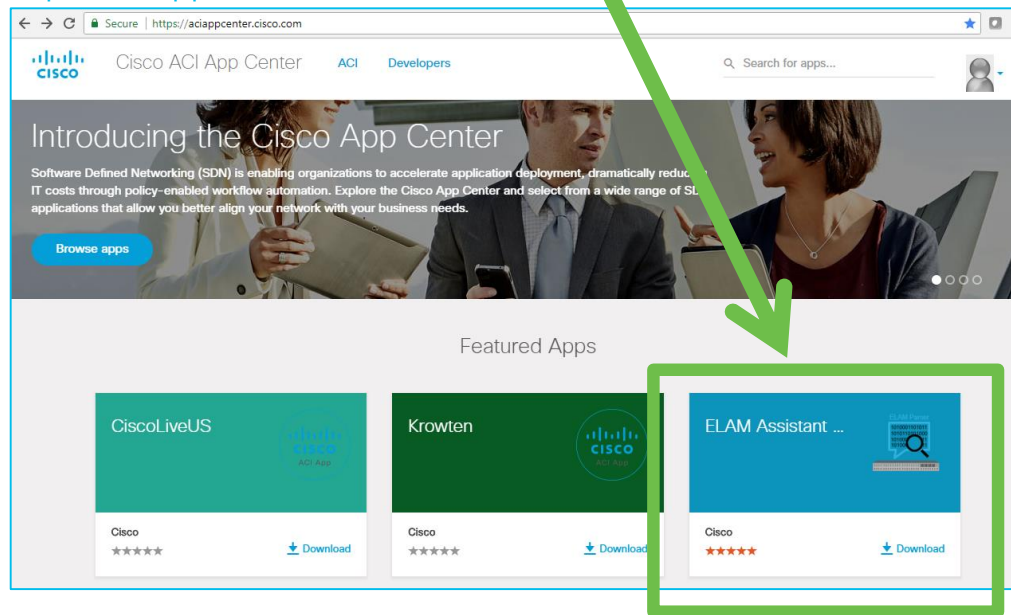 Secure | https://aciappcenter.cisco.com
CISCO
Cisco ACI App Center
ACI
Developers
Search for apps...
Introducing the Cisco App Center
Software Defined Networking (SDN) is enabling organizations to accelerate application deployment, dramatically
IT costs through policy-enabled workflow automation. Explore the Cisco App Center and select from a wide range of
applications that allow you better align your network with your business needs.
Browse apps
Featured Apps
CiscoLiveUS
CISCO
ACI App
Krowten
CISCO
ACI App
ELAM Assistant ...
Cisco
Download
Cisco
Download
Cisco
Download